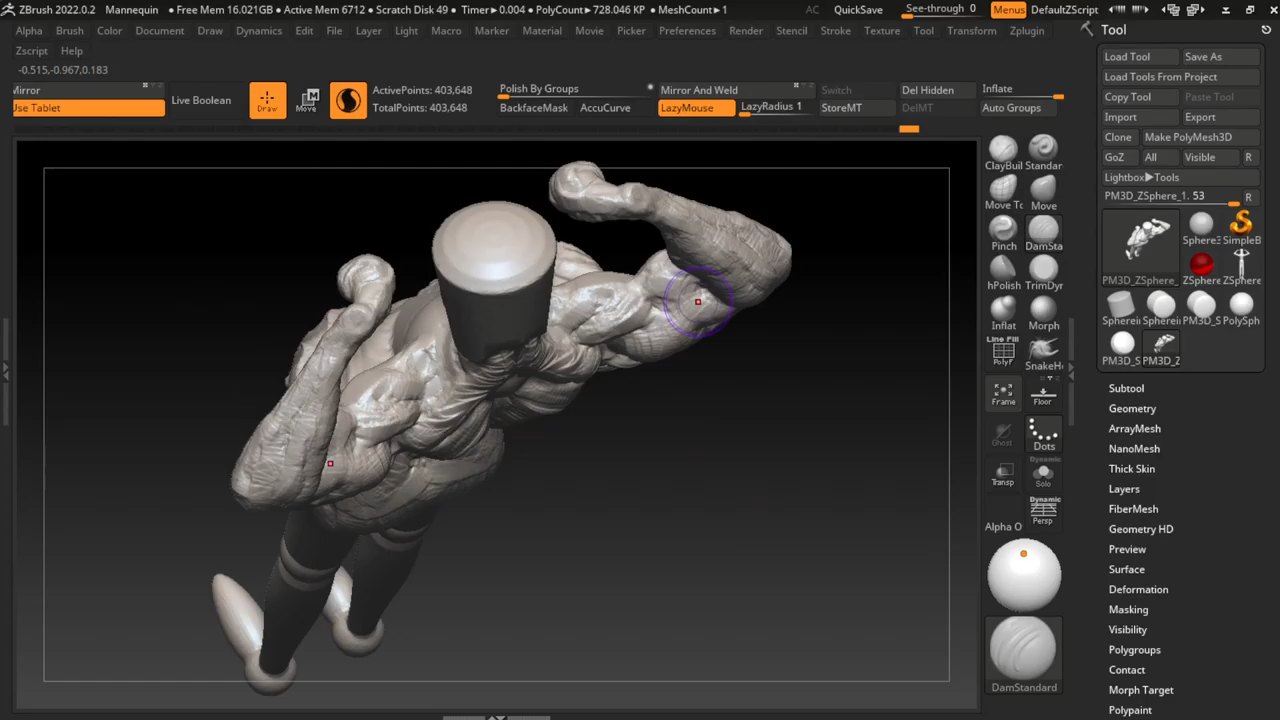 ZBrush 2022.0.2 Mannequin • Free Mem 16.021GB • Active Mem 6712 • Scratch Disk 49 • Timer▸0.004 • PolyCount▸728.046 KP • MeshCount▸1 AC QuickSave See-through 0 Menus DefaultZScript
Alpha Brush Color Document Draw Dynamics Edit File Layer Light Macro Marker Material Movie Picker Preferences Render Stencil Stroke Texture Tool Transform Zplugin
Zscript Help
-0.515,-0.967,0.183
Mirror
Use Tablet
Live Boolean
Draw
Move
ActivePoints: 403,648
TotalPoints: 403,648
Polish By Groups
BackfaceMask AccuCurve
Mirror And Weld
LazyMouse LazyRadius 1
Switch
StoreMT
Del Hidden
DelMT
Inflate
Auto Groups
ClayBuil Standar
Move To Move
Pinch DamSta
hPolish TrimDyn
Inflat Morph
Line Fill
PolyF
SnakeHo
Frame Floor
Ghost Dots
Transp
Dynamic
Solo
Dynamic
Persp
Alpha O
DamStandard
Tool
Load Tool Save As
Load Tools From Project
Copy Tool Paste Tool
Import Export
Clone Make PolyMesh3D
GoZ All Visible R
Lightbox▸Tools
PM3D_ZSphere_1. 53 R
PM3D_ZSphere_
Sphere3 SimpleB
ZSphere ZSphere
Spherein Spherein PM3D_S PolySph
PM3D_S PM3D_Z
Subtool
Geometry
ArrayMesh
NanoMesh
Thick Skin
Layers
FiberMesh
Geometry HD
Preview
Surface
Deformation
Masking
Visibility
Polygroups
Contact
Morph Target
Polypaint